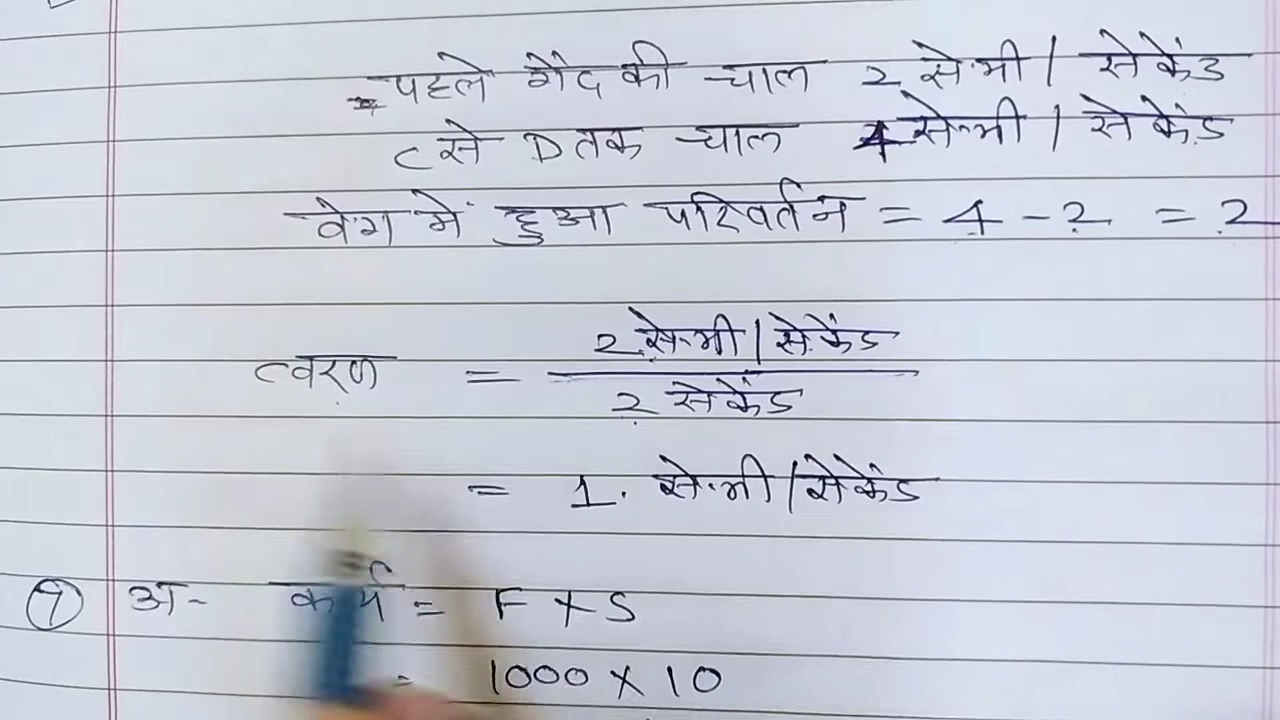 पहले गेंद की चाल 2 से.मी / सेकेंड
C से D तक चाल 4 से.मी / सेकेंड
वेग में हुआ परिवर्तन = 4 - 2 = 2
त्वरण = 2 से.मी / सेकेंड
2 सेकेंड
= 1. से.मी / सेकेंड
7 अ- कार्य = F × S
= 1000 × 10